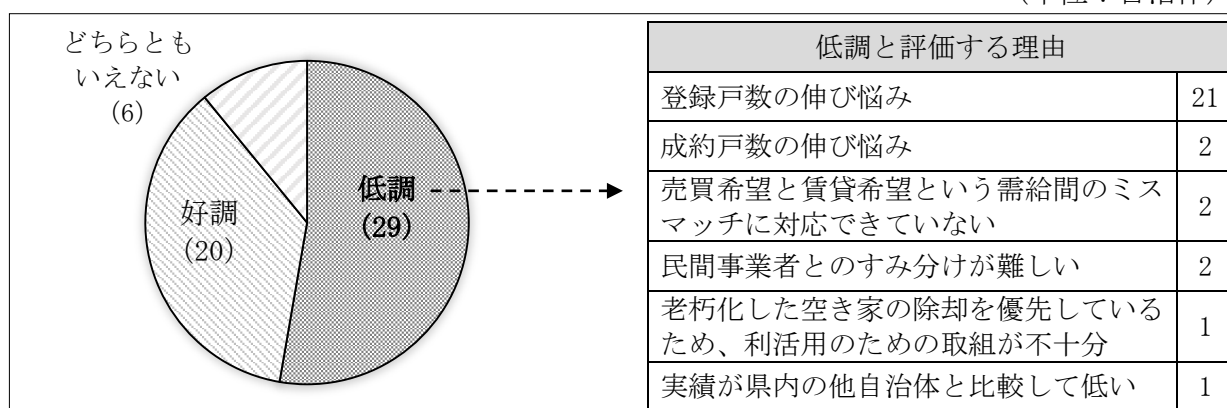 どちらとも
いえない
(6)
好調
(20)
低調
(29)
低調と評価する理由
登録戸数の伸び悩み 21
成約戸数の伸び悩み 2
売買希望と賃貸希望という需給間のミス
マッチに対応できていない 2
民間事業者とのすみ分けが難しい 2
老朽化した空き家の除却を優先している
ため、利活用のための取組が不十分 1
実績が県内の他自治体と比較して低い 1